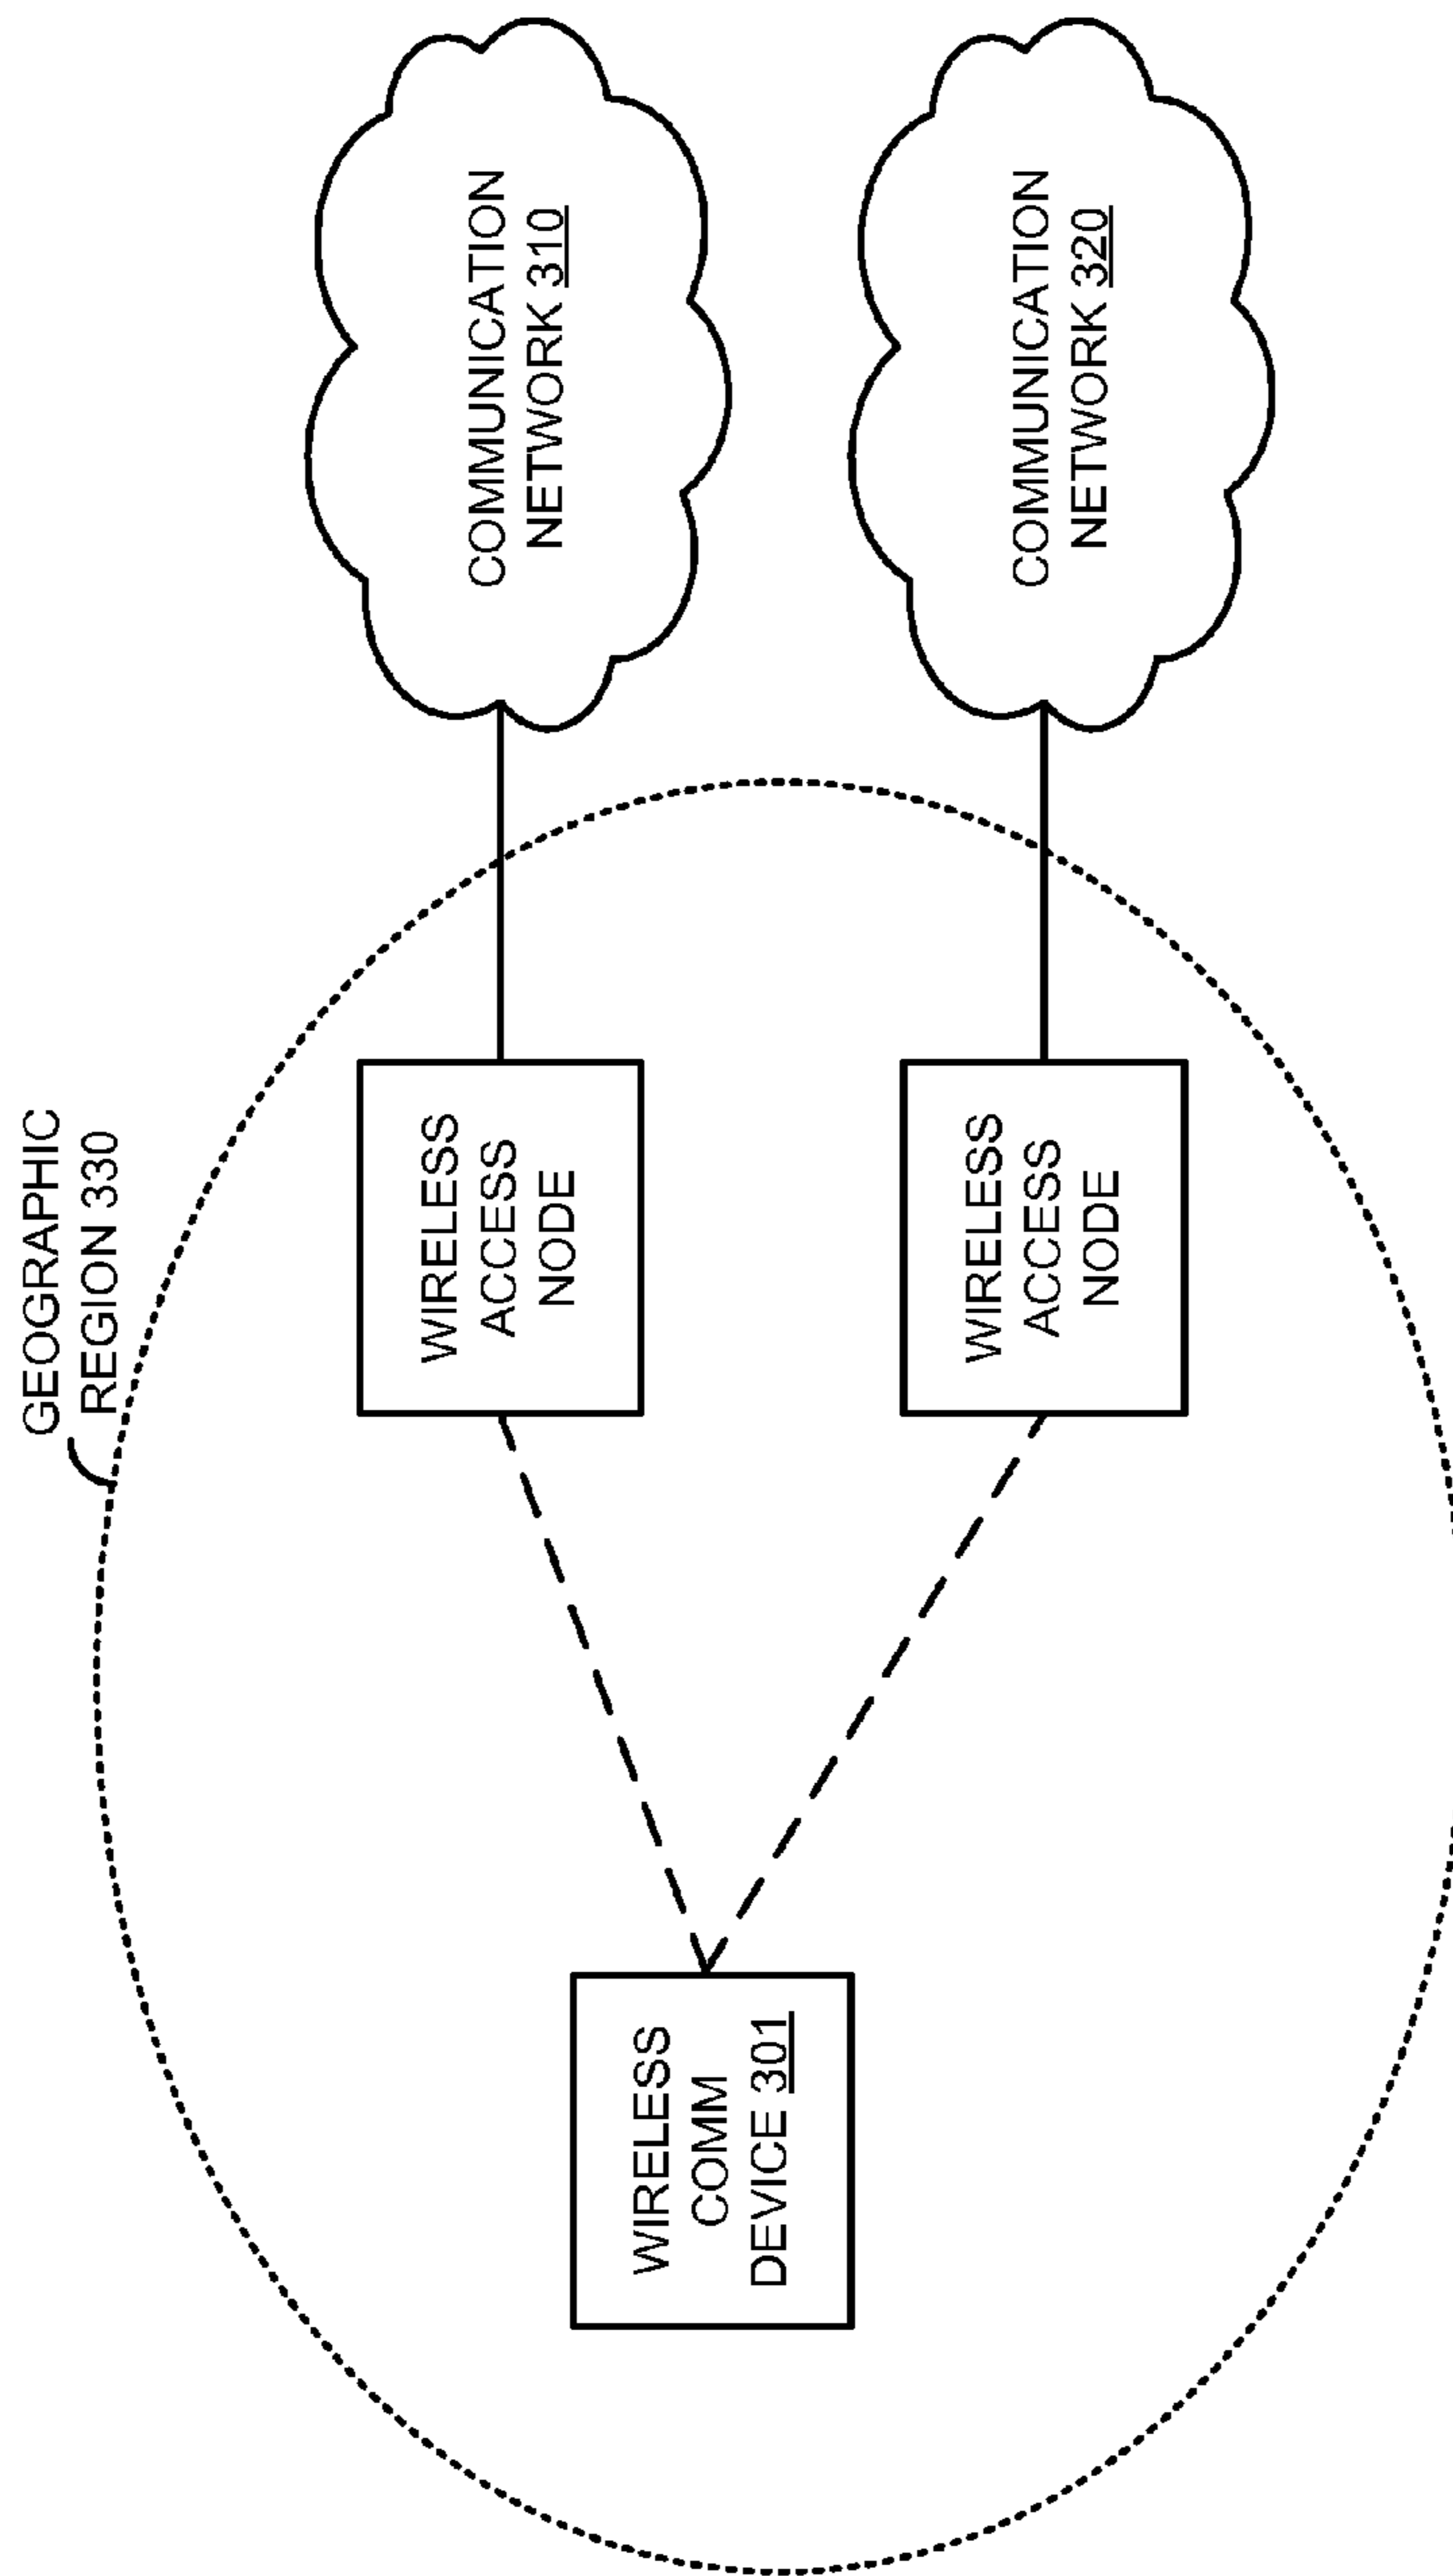 GEOGRAPHIC
REGION 330
WIRELESS
COMM
DEVICE 301
WIRELESS
ACCESS
NODE
COMMUNICATION
NETWORK 310
WIRELESS
ACCESS
NODE
COMMUNICATION
NETWORK 320